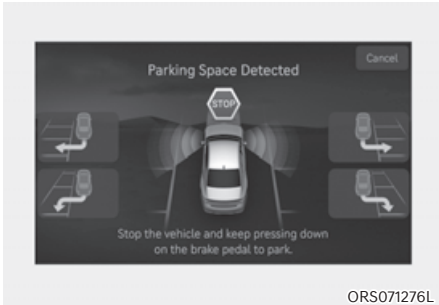 Cancel
Parking Space Detected
STOP
Stop the vehicle and keep pressing down
on the brake pedal to park.
ORS071276L